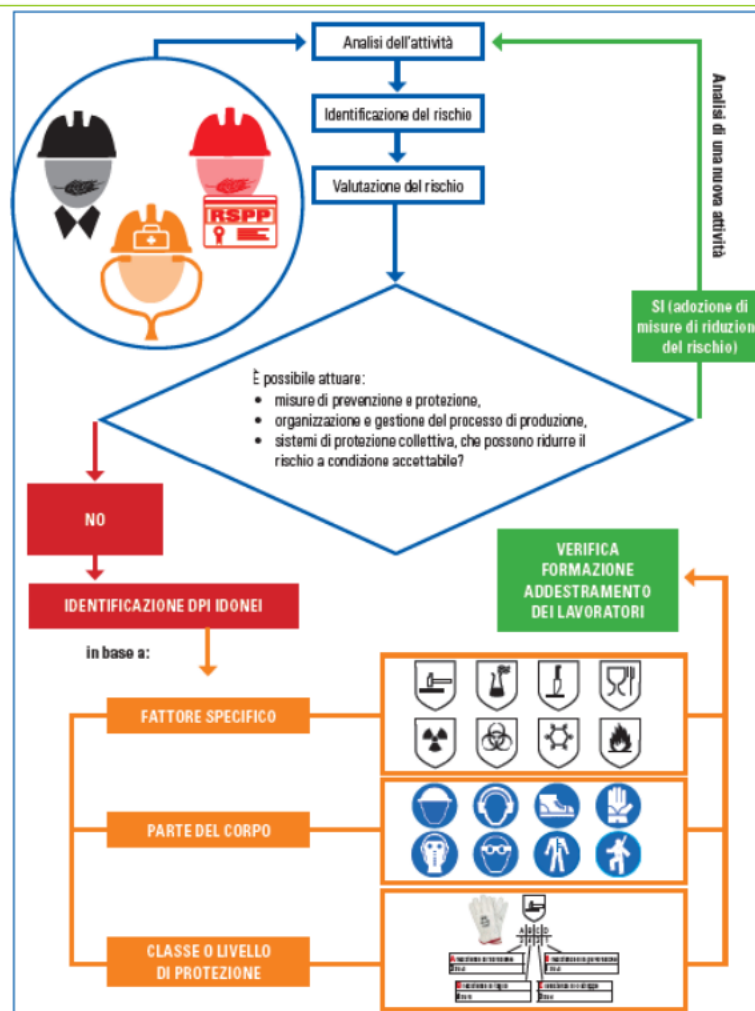 Analisi dell'attività
Identificazione del rischio
Valutazione del rischio
Analisi di una nuova attività
RSPP
SI (adozione di
misure di riduzione
del rischio)
È possibile attuare:
• misure di prevenzione e protezione,
• organizzazione e gestione del processo di produzione,
• sistemi di protezione collettiva, che possono ridurre il
rischio a condizione accettabile?
NO
VERIFICA
FORMAZIONE
ADDESTRAMENTO
DEI LAVORATORI
IDENTIFICAZIONE DPI IDONEI
in base a:
FATTORE SPECIFICO
PARTE DEL CORPO
CLASSE O LIVELLO
DI PROTEZIONE
A B C D